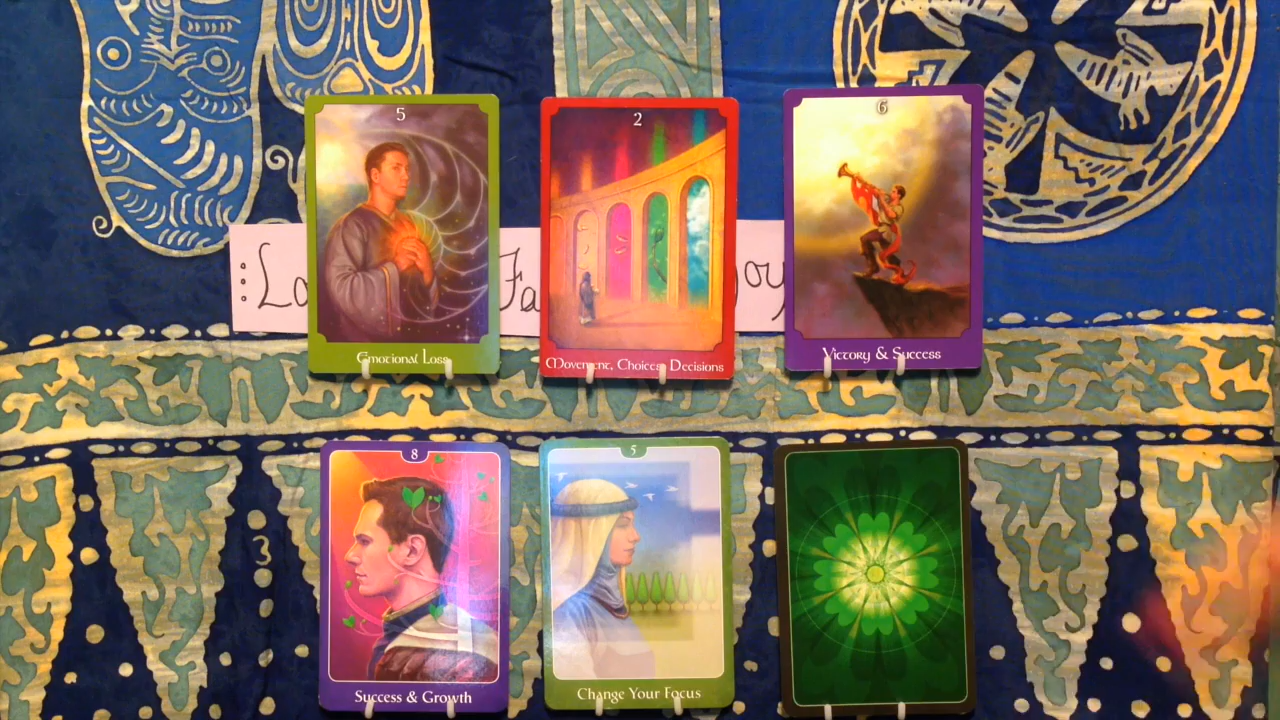 5
2
6
Emotional Loss
Movement, Choices, Decisions
Victory & Success
8
5
Success & Growth
Change Your Focus